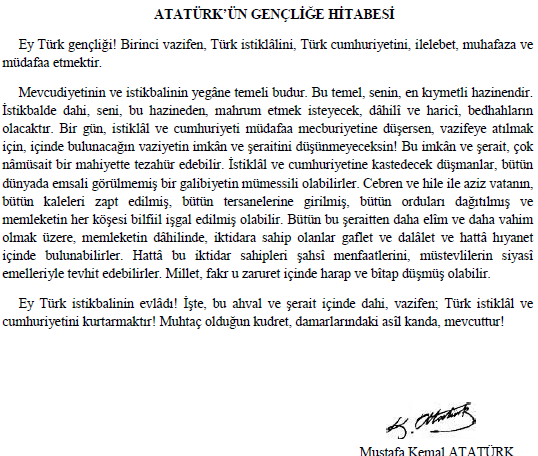 ATATÜRK’ÜN GENÇLİĞE HİTABESİ
Ey Türk gençliği! Birinci vazifen, Türk istiklâlini, Türk cumhuriyetini, ilelebet, muhafaza ve
müdafaa etmektir.
Mevcudiyetinin ve istikbalinin yegâne temeli budur. Bu temel, senin, en kıymetli hazinendir.
İstikbalde dahi, seni, bu hazineden, mahrum etmek isteyecek, dâhilî ve haricî, bedhahların
olacaktır. Bir gün, istiklâl ve cumhuriyeti müdafaa mecburiyetine düşersen, vazifeye atılmak
için, içinde bulunacağın vaziyetin imkân ve şeraitini düşünmeyeceksin! Bu imkân ve şerait, çok
nâmüsait bir mahiyette tezahür edebilir. İstiklâl ve cumhuriyetine kastedecek düşmanlar, bütün
dünyada emsali görülmemiş bir galibiyetin mümessili olabilirler. Cebren ve hile ile aziz vatanın,
bütün kaleleri zapt edilmiş, bütün tersanelerine girilmiş, bütün orduları dağıtılmış ve
memleketin her köşesi bilfiil işgal edilmiş olabilir. Bütün bu şeraitten daha elîm ve daha vahim
olmak üzere, memleketin dâhilinde, iktidara sahip olanlar gaflet ve dalâlet ve hattâ hıyanet
içinde bulunabilirler. Hattâ bu iktidar sahipleri şahsî menfaatlerini, müstevlilerin siyasî
emelleriyle tevhit edebilirler. Millet, fakr u zaruret içinde harap ve bîtap düşmüş olabilir.
Ey Türk istikbalinin evlâdı! İşte, bu ahval ve şerait içinde dahi, vazifen; Türk istiklâl ve
cumhuriyetini kurtarmaktır! Muhtaç olduğun kudret, damarlarındaki asîl kanda, mevcuttur!
K. Atatürk
Mustafa Kemal ATATÜRK